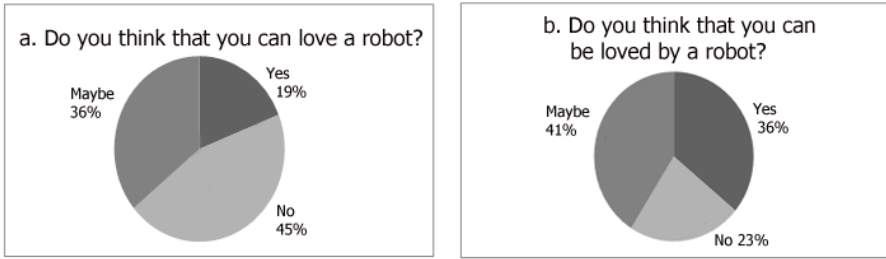 a. Do you think that you can love a robot?
Yes
19%
Maybe
36%
No
45%
b. Do you think that you can
be loved by a robot?
Maybe
41%
Yes
36%
No 23%